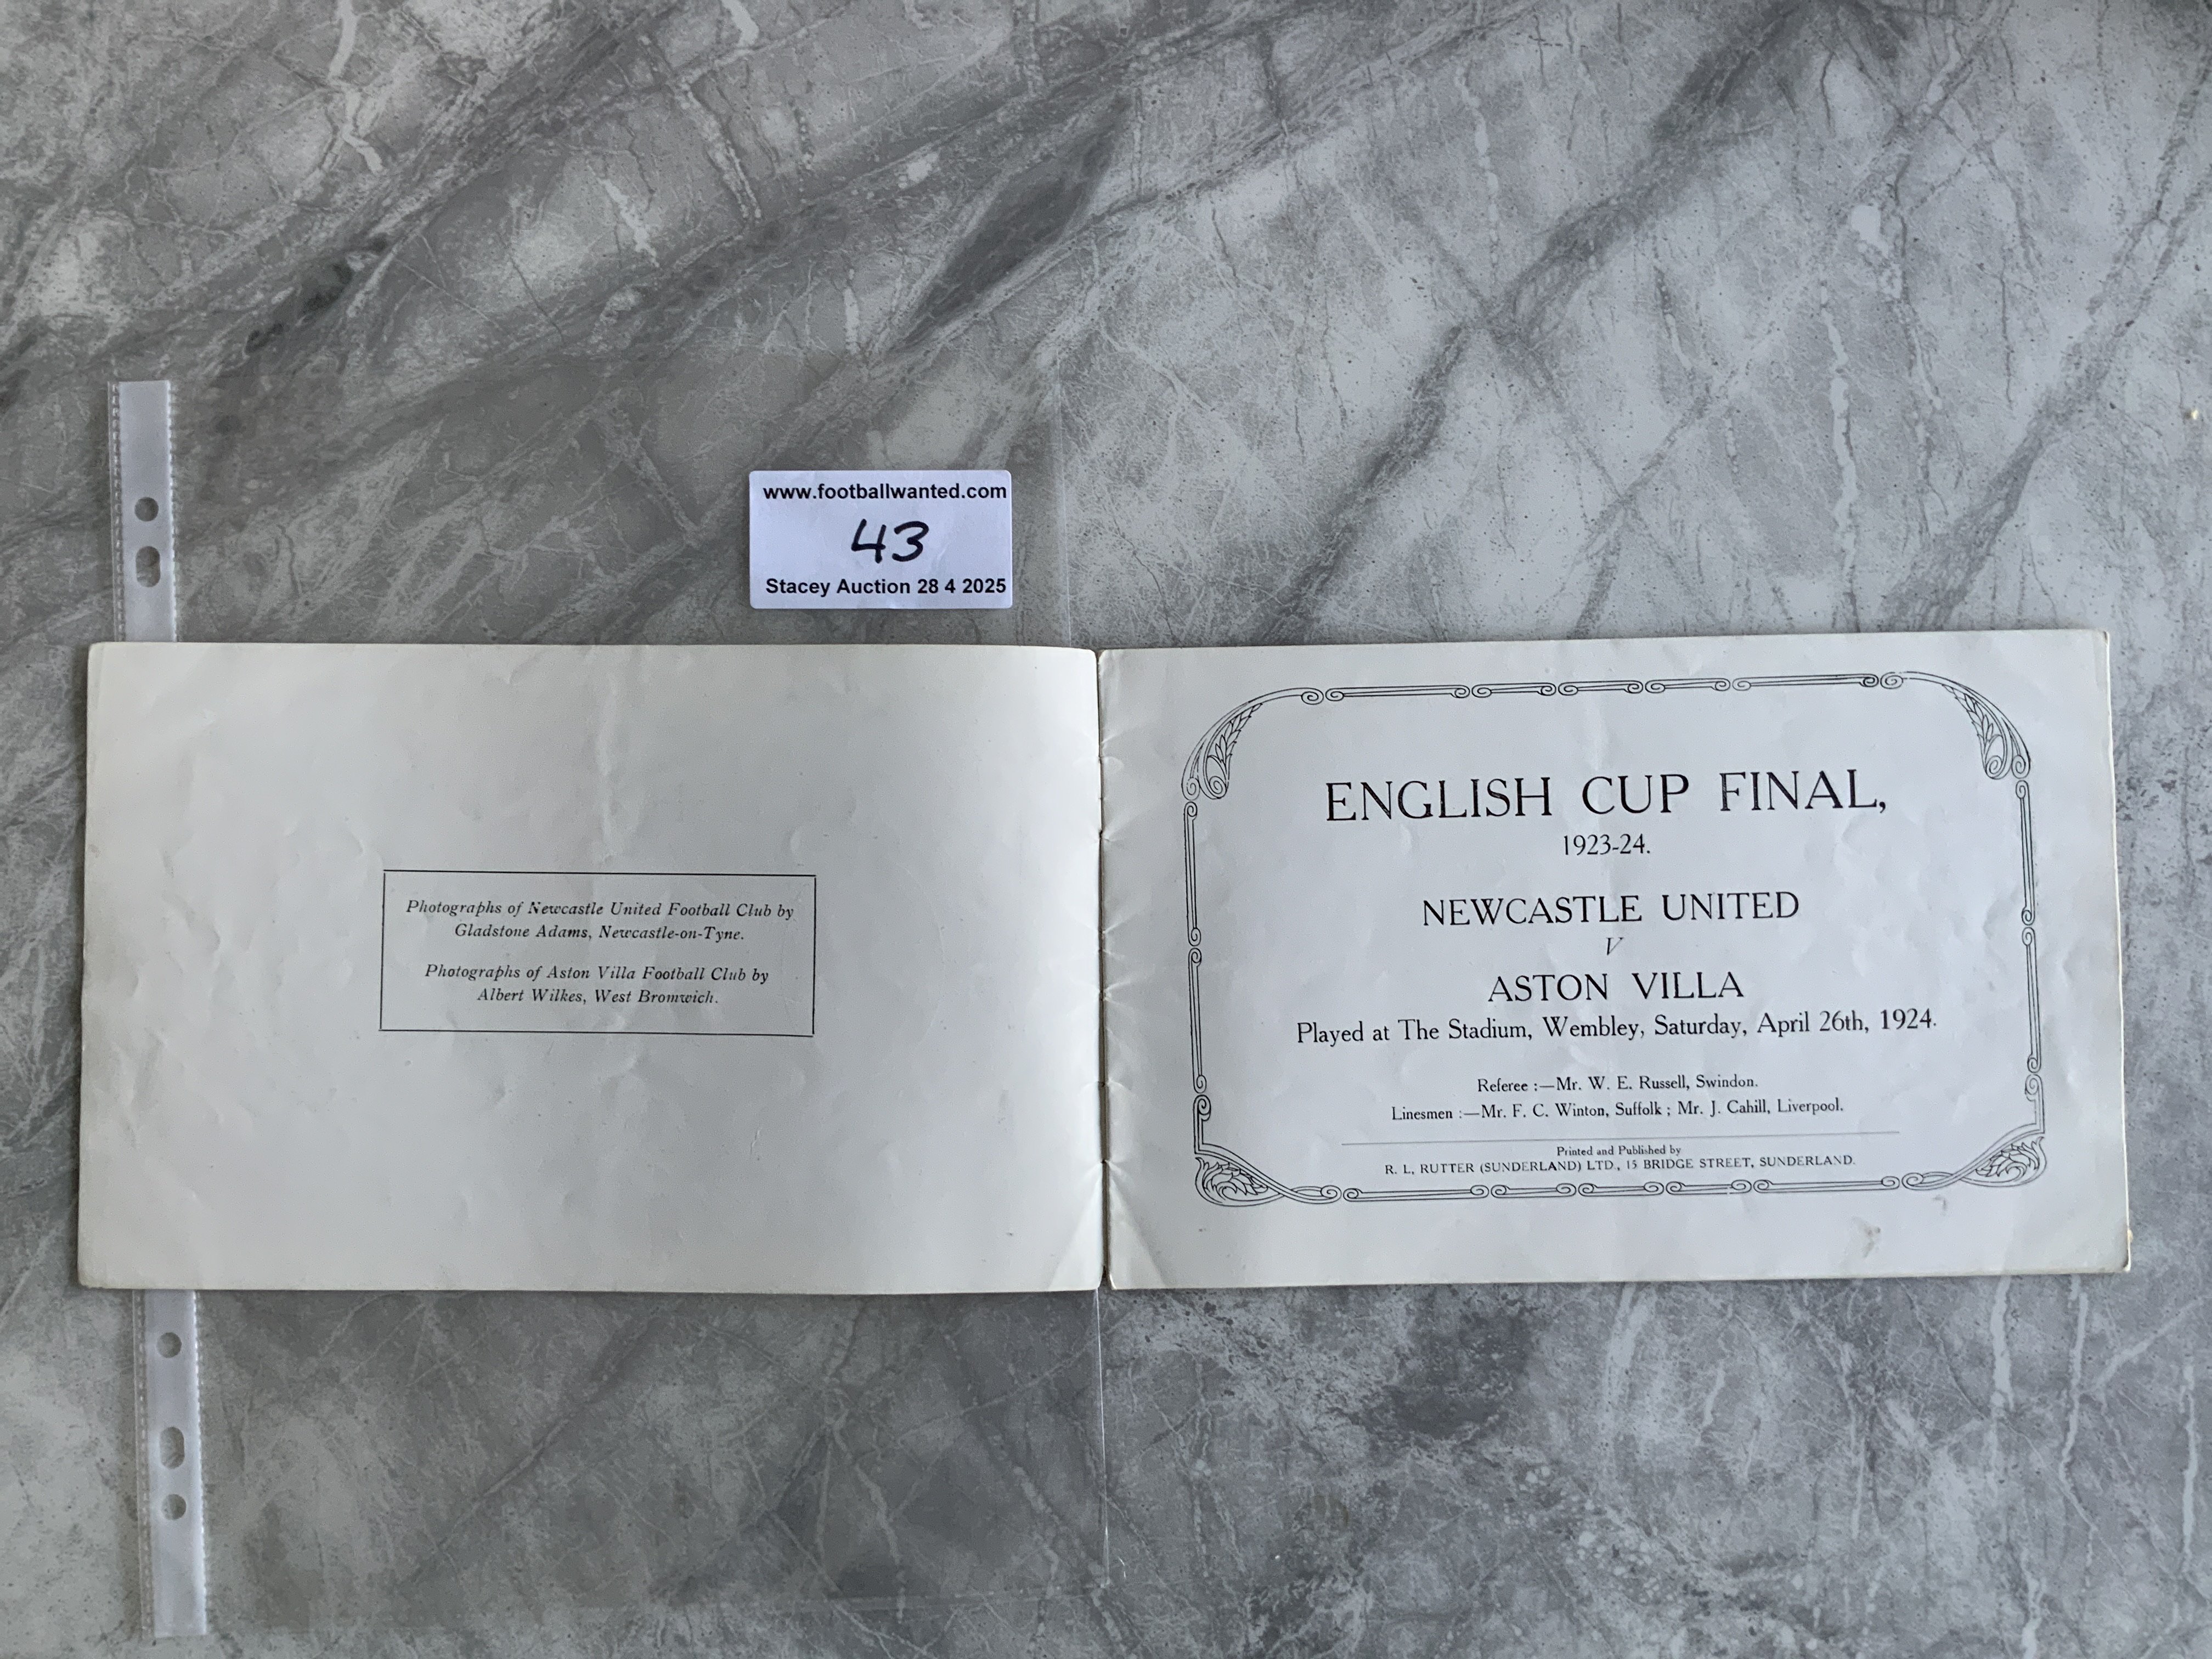 www.footballwanted.com
43
Stacey Auction 28 4 2025
Photographs of Newcastle United Football Club by
Gladstone Adams, Newcastle-on-Tyne.
Photographs of Aston Villa Football Club by
Albert Wilkes, West Bromwich.
ENGLISH CUP FINAL,
1923-24.
NEWCASTLE UNITED
V
ASTON VILLA
Played at The Stadium, Wembley, Saturday, April 26th, 1924.
Referee :—Mr. W. E. Russell, Swindon.
Linesmen :—Mr. F. C. Winton, Suffolk ; Mr. J. Cahill, Liverpool.
Printed and Published by
R. L. RUTTER (SUNDERLAND) LTD., 15 BRIDGE STREET, SUNDERLAND.